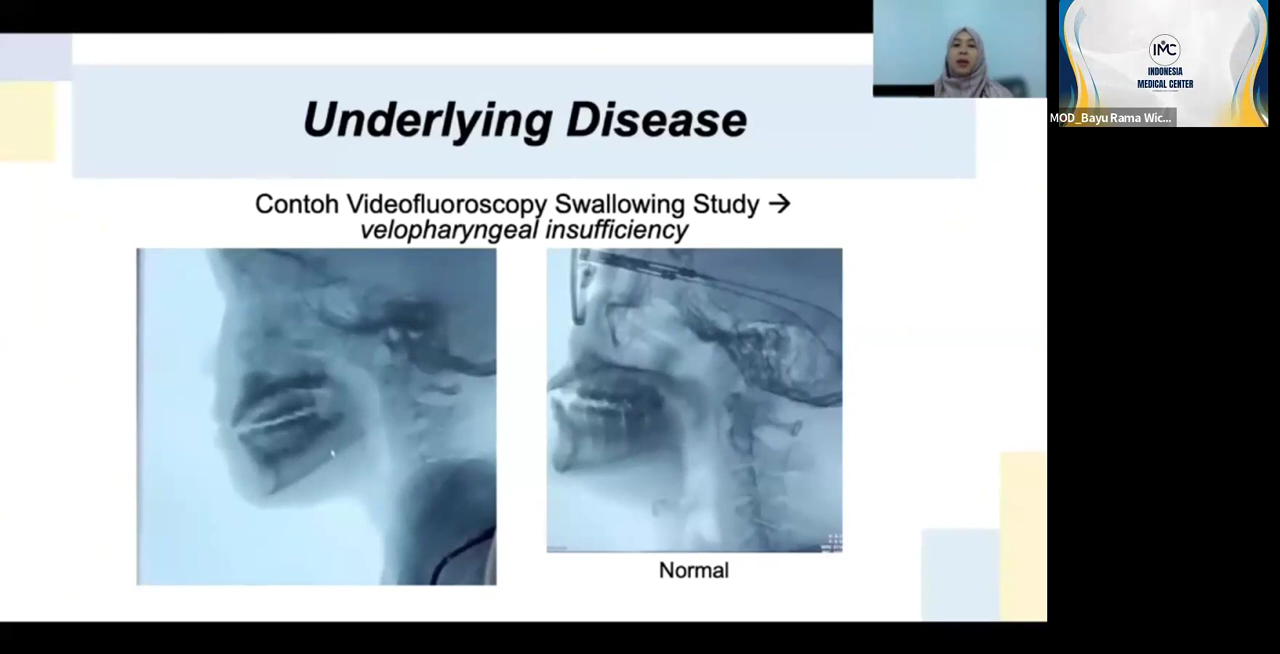 Underlying Disease
Contoh Videofluoroscopy Swallowing Study →
velopharyngeal insufficiency
Normal
IMC
INDONESIA
MEDICAL CENTER
MOD_Bayu Rama Wic...